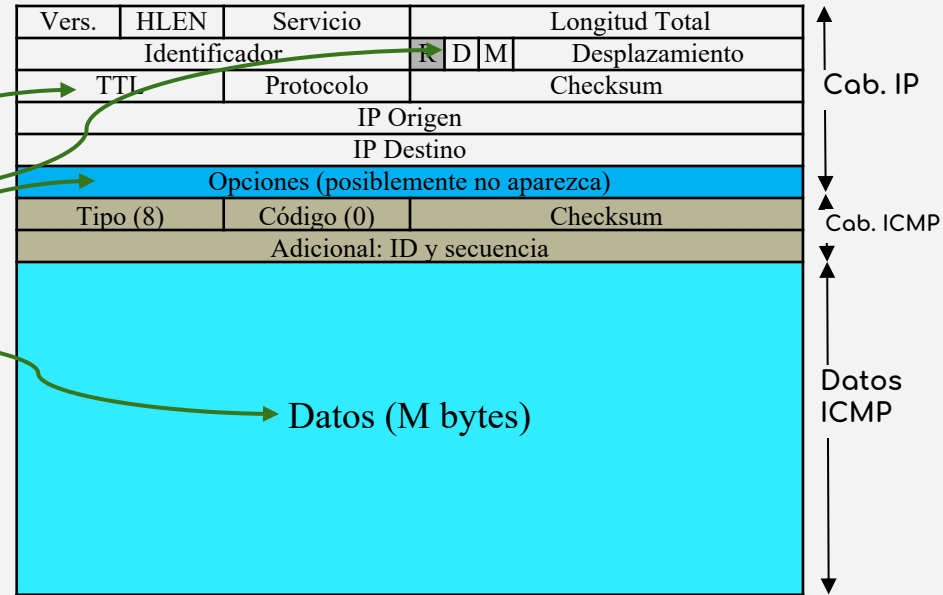 Vers. HLEN Servicio Longitud Total
Identificador R D M Desplazamiento
TTL Protocolo Checksum
Cab. IP
IP Origen
IP Destino
Opciones (posiblemente no aparezca)
Tipo (8) Código (0) Checksum
Cab. ICMP
Adicional: ID y secuencia
Datos
ICMP
Datos (M bytes)